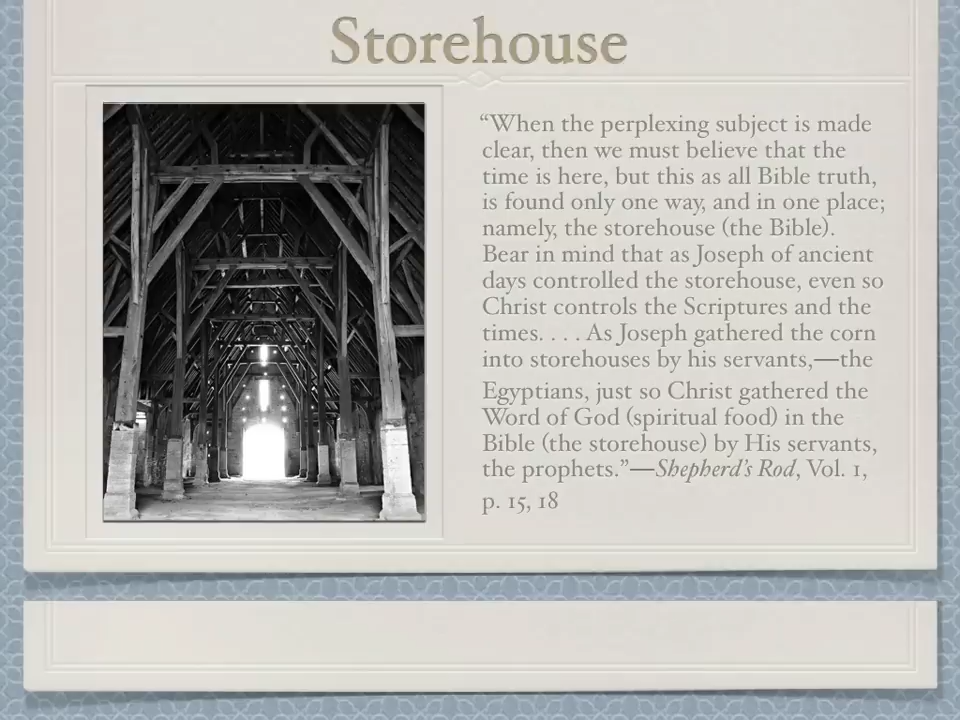 Storehouse
“When the perplexing subject is made
clear, then we must believe that the
time is here, but this as all Bible truth,
is found only one way, and in one place;
namely, the storehouse (the Bible).
Bear in mind that as Joseph of ancient
days controlled the storehouse, even so
Christ controls the Scriptures and the
times. . . . As Joseph gathered the corn
into storehouses by his servants,—the
Egyptians, just so Christ gathered the
Word of God (spiritual food) in the
Bible (the storehouse) by His servants,
the prophets.”—Shepherd’s Rod, Vol. 1,
p. 15, 18